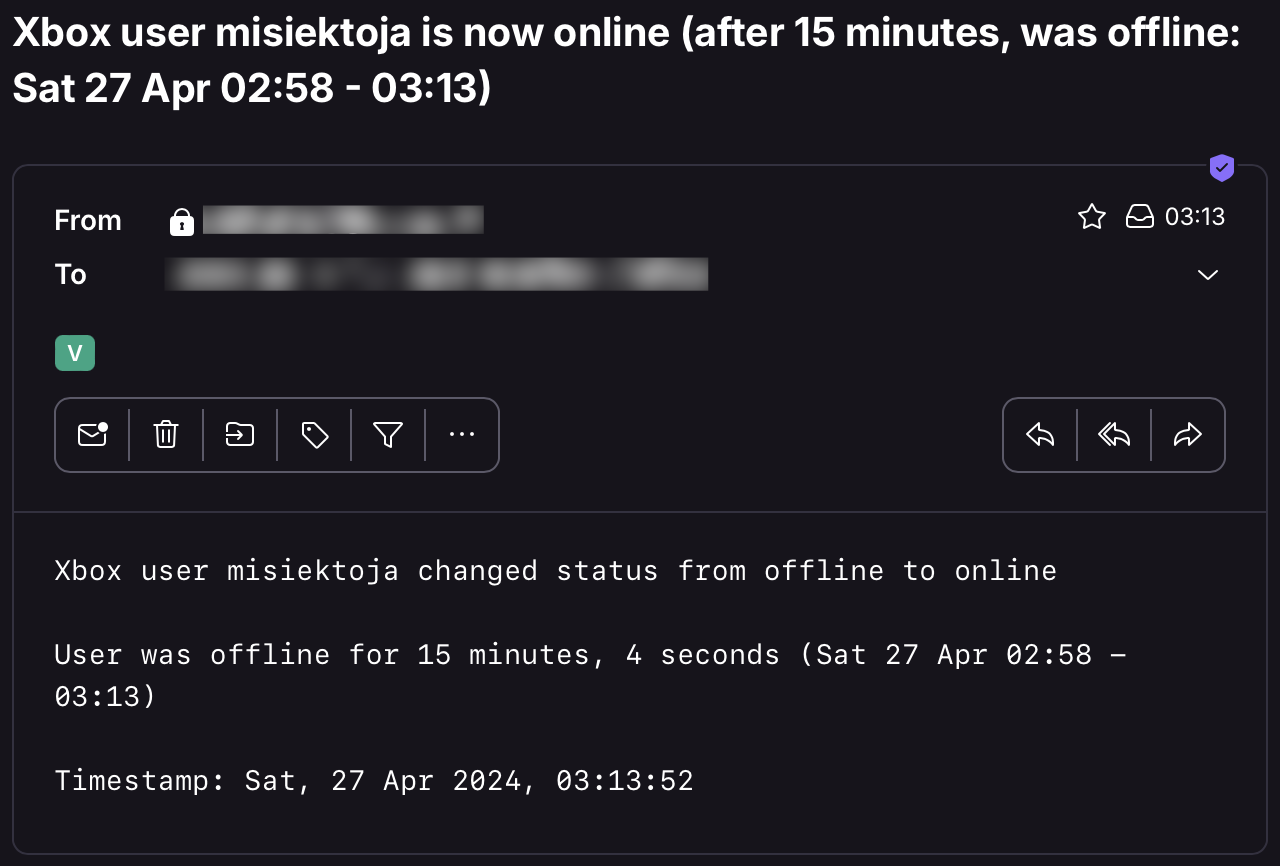 Xbox user misiektoja is now online (after 15 minutes, was offline:
Sat 27 Apr 02:58 - 03:13)
From
03:13
To
V
Xbox user misiektoja changed status from offline to online
User was offline for 15 minutes, 4 seconds (Sat 27 Apr 02:58 –
03:13)
Timestamp: Sat, 27 Apr 2024, 03:13:52